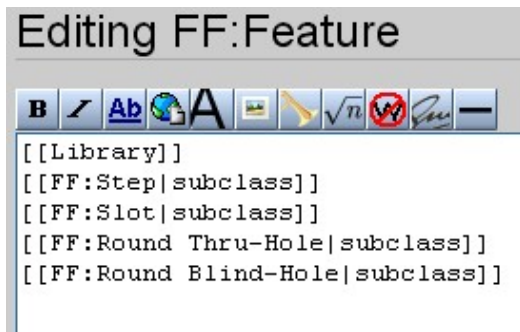 Editing FF:Feature
B I Ab A √n W
[[Library]]
[[FF:Step|subclass]]
[[FF:Slot|subclass]]
[[FF:Round Thru-Hole|subclass]]
[[FF:Round Blind-Hole|subclass]]